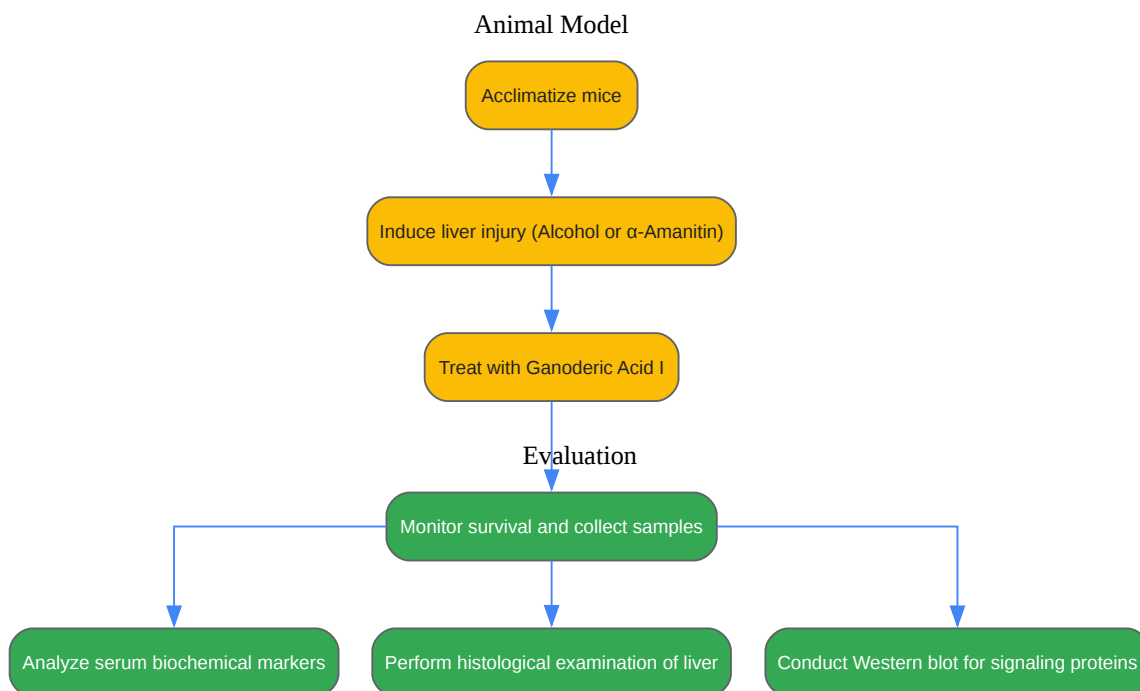 Animal Model
Acclimatize mice
Induce liver injury (Alcohol or α-Amanitin)
Treat with Ganoderic Acid I
Evaluation
Monitor survival and collect samples
Analyze serum biochemical markers
Perform histological examination of liver
Conduct Western blot for signaling proteins